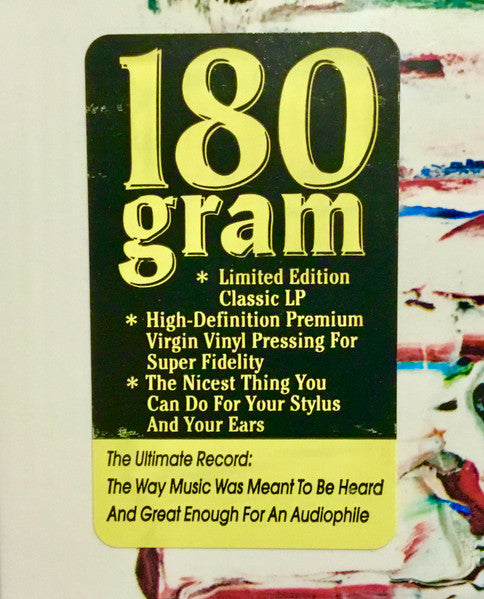 180
gram
* Limited Edition
Classic LP
* High-Definition Premium
Virgin Vinyl Pressing For
Super Fidelity
* The Nicest Thing You
Can Do For Your Stylus
And Your Ears
The Ultimate Record:
The Way Music Was Meant To Be Heard
And Great Enough For An Audiophile